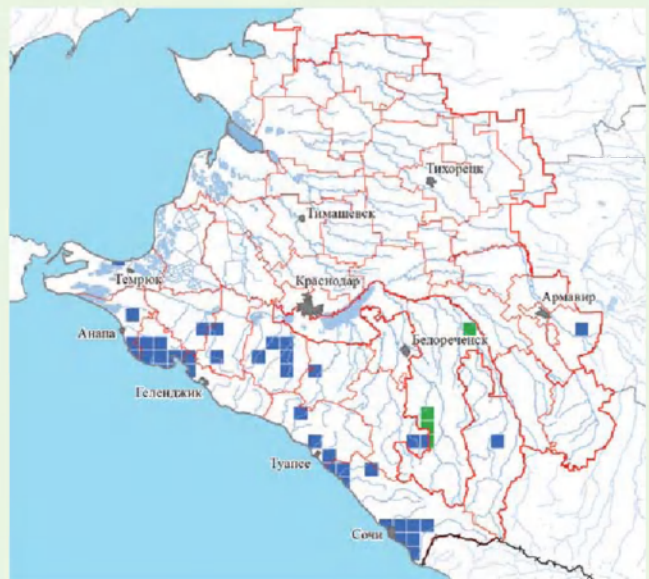 Тихорецк
Тимашевск
Темрюк
Краснодар
Армавир
Анапа
Белореченск
Геленджик
Туапсе
Сочи